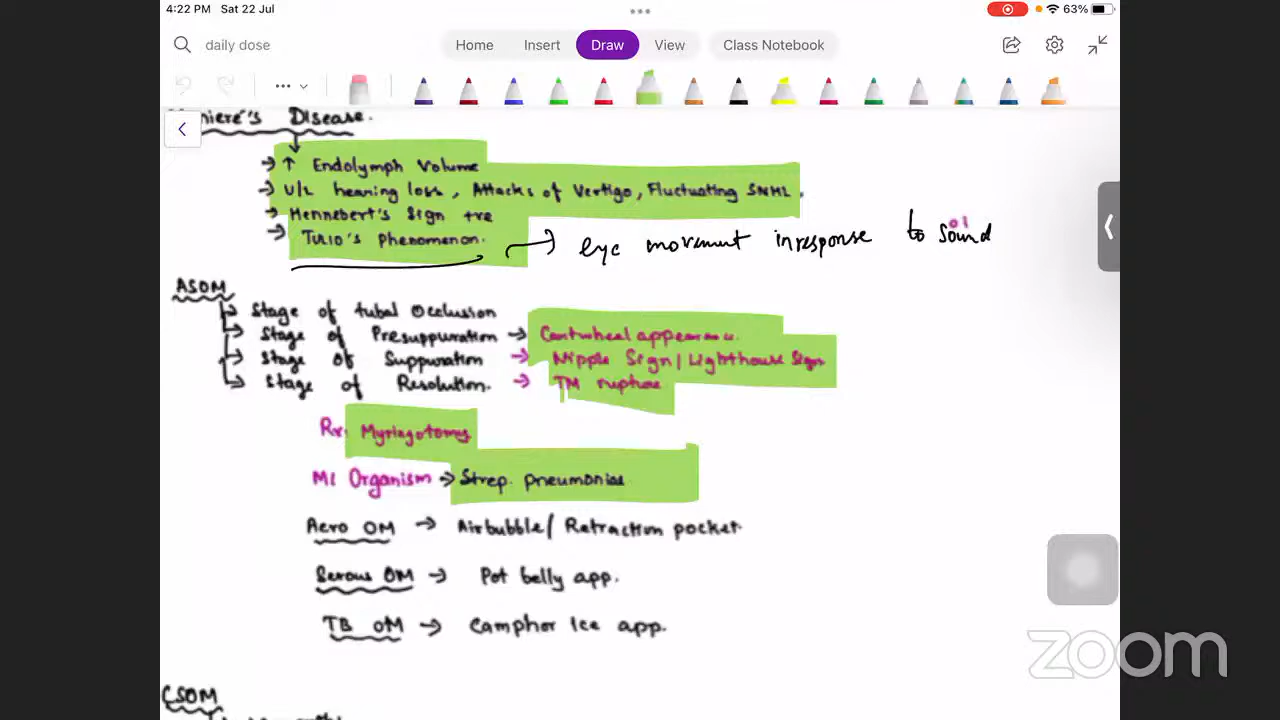 4:22 PM Sat 22 Jul
63%
daily dose
Home Insert Draw View Class Notebook
niere's Disease.
→ ↑ Endolymph Volume
→ U/L hearing loss, Attacks of Vertigo, Fluctuating SNHL.
→ Hennebert's Sign +ve
→ Tulio's Phenomenon. → eye movement in response to sound
ASOM
→ Stage of tubal Occlusion
→ Stage of Presuppuration → Cartwheel appearance.
→ Stage of Suppuration → Nipple Sign/Lighthouse Sign
→ Stage of Resolution. → TM rupture
Rx. Myringotomy
MC Organism → Strep. pneumoniae
Aero OM → Airbubble/ Retraction pocket.
Serous OM → Pot belly app.
TB OM → Camphor Ice app.
CSOM
zoom